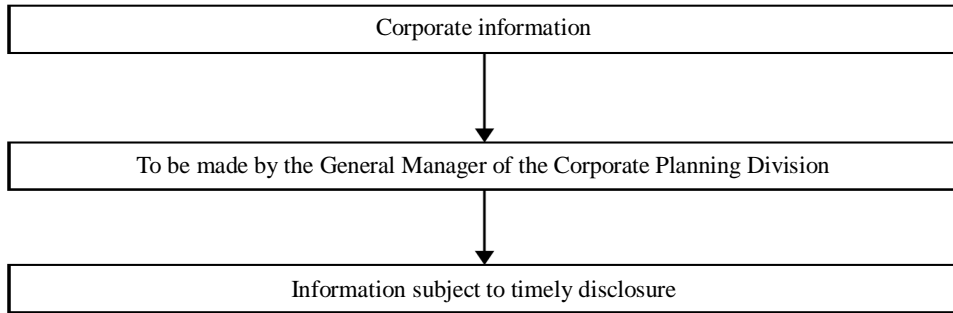 Corporate information
To be made by the General Manager of the Corporate Planning Division
Information subject to timely disclosure